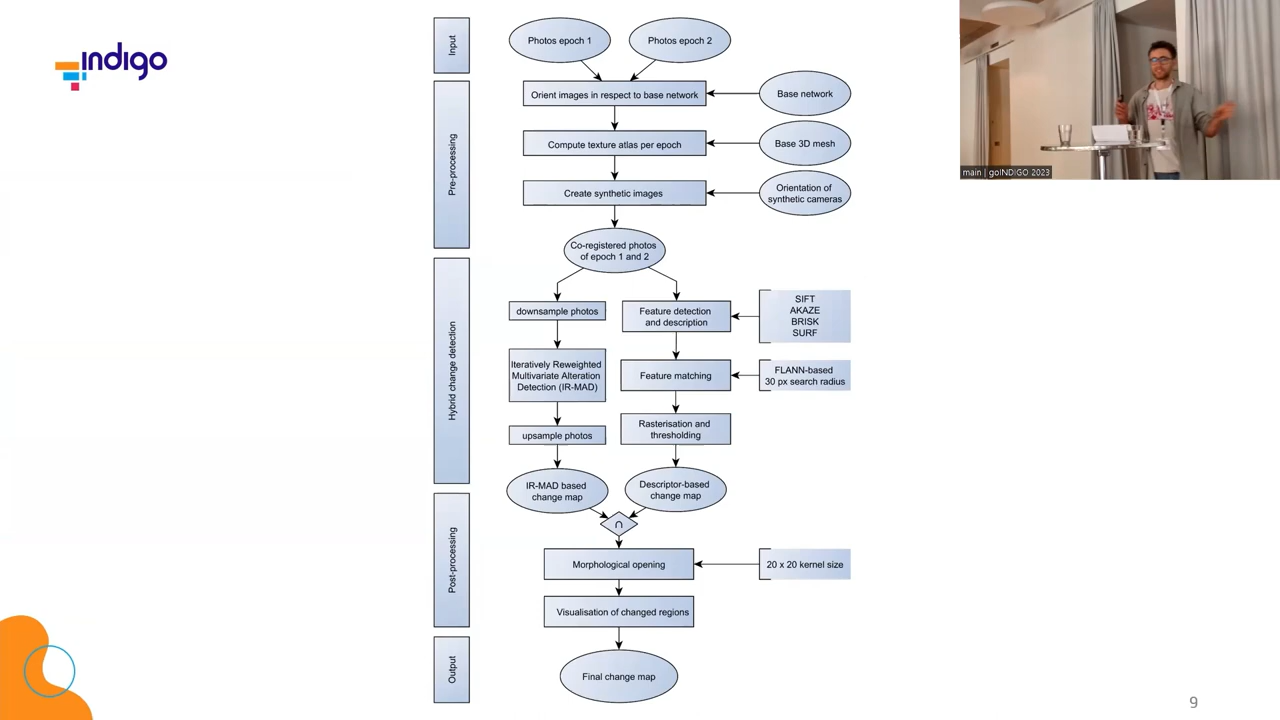 indigo
Input
Photos epoch 1
Photos epoch 2
Pre-processing
Orient images in respect to base network
Base network
Compute texture atlas per epoch
Base 3D mesh
Create synthetic images
Orientation of
synthetic cameras
Co-registered photos
of epoch 1 and 2
Hybrid change detection
downsample photos
Feature detection
and description
SIFT
AKAZE
BRISK
SURF
Iteratively Reweighted
Multivariate Alteration
Detection (IR-MAD)
Feature matching
FLANN-based
30 px search radius
upsample photos
Rasterisation and
thresholding
IR-MAD based
change map
Descriptor-based
change map
∩
Post-processing
Morphological opening
20 x 20 kernel size
Visualisation of changed regions
Output
Final change map
main | goINDIGO 2023
9